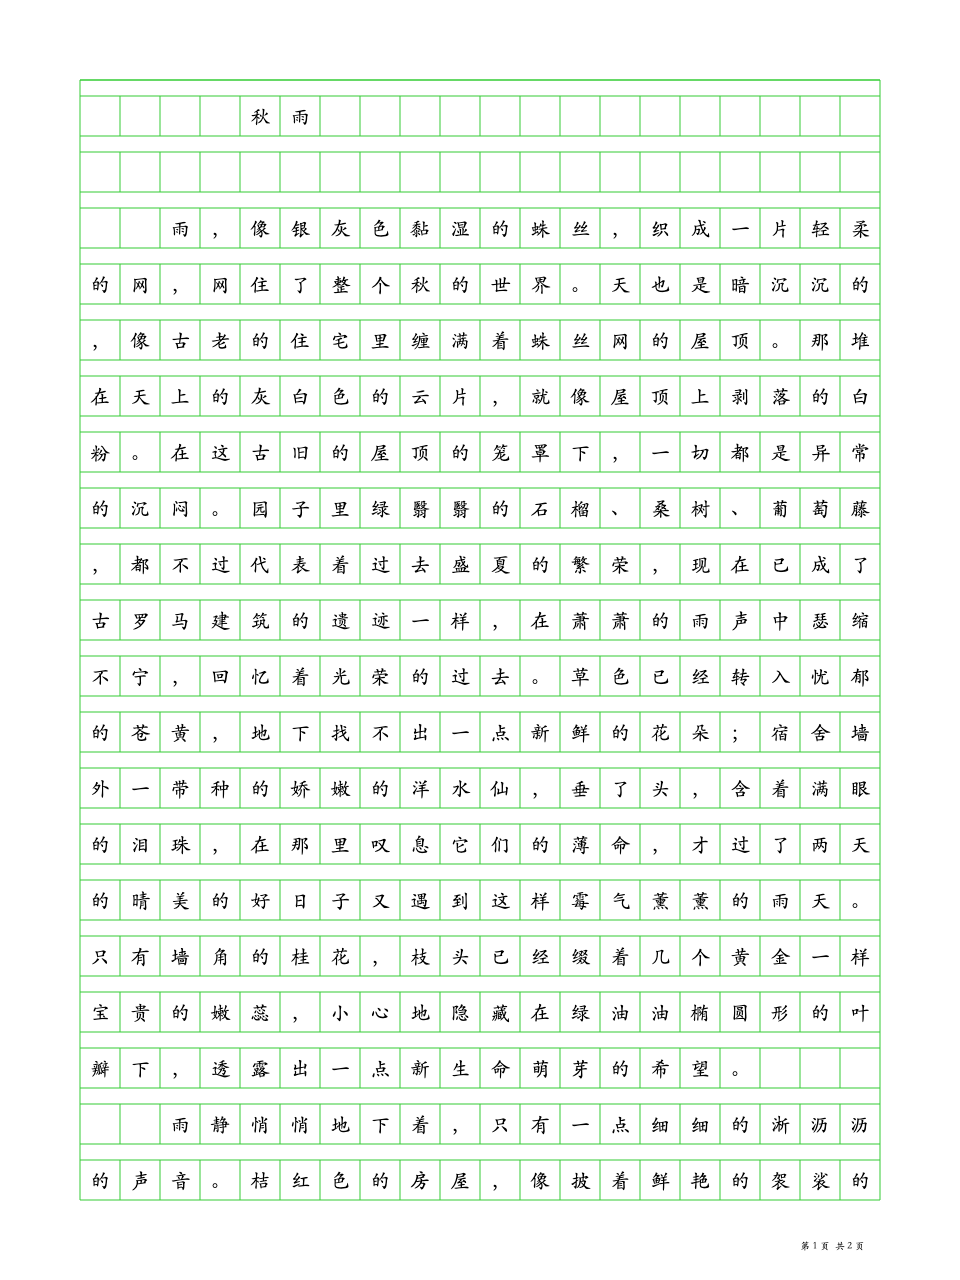 秋雨
雨，像银灰色黏湿的蛛丝，织成一片轻柔
的网，网住了整个秋的世界。天也是暗沉沉的
，像古老的住宅里缠满着蛛丝网的屋顶。那堆
在天上的灰白色的云片，就像屋顶上剥落的白
粉。在这古旧的屋顶的笼罩下，一切都是异常
的沉闷。园子里绿翳翳的石榴、桑树、葡萄藤
，都不过代表着过去盛夏的繁荣，现在已成了
古罗马建筑的遗迹一样，在萧萧的雨声中瑟缩
不宁，回忆着光荣的过去。草色已经转入忧郁
的苍黄，地下找不出一点新鲜的花朵；宿舍墙
外一带种的娇嫩的洋水仙，垂了头，含着满眼
的泪珠，在那里叹息它们的薄命，才过了两天
的晴美的好日子又遇到这样霉气薰薰的雨天。
只有墙角的桂花，枝头已经缀着几个黄金一样
宝贵的嫩蕊，小心地隐藏在绿油油椭圆形的叶
瓣下，透露出一点新生命萌芽的希望。
雨静悄悄地下着，只有一点细细的淅沥沥
的声音。桔红色的房屋，像披着鲜艳的袈裟的
第1页 共2页